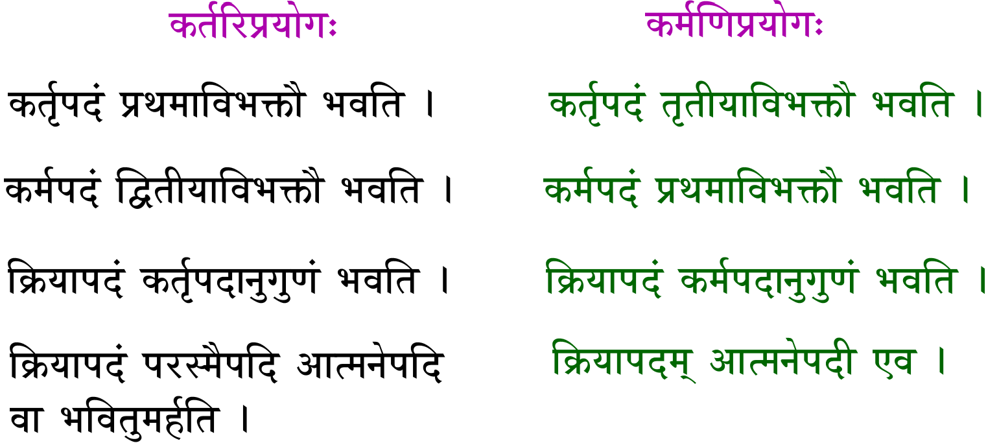 कर्तरिप्रयोगः
कर्तृपदं प्रथमाविभक्तौ भवति ।
कर्मपदं द्वितीयाविभक्तौ भवति ।
क्रियापदं कर्तृपदानुगुणं भवति ।
क्रियापदं परस्मैपदि आत्मनेपदि
वा भवितुमर्हति ।
कर्मणिप्रयोगः
कर्तृपदं तृतीयाविभक्तौ भवति ।
कर्मपदं प्रथमाविभक्तौ भवति ।
क्रियापदं कर्मपदानुगुणं भवति ।
क्रियापदम् आत्मनेपदी एव ।